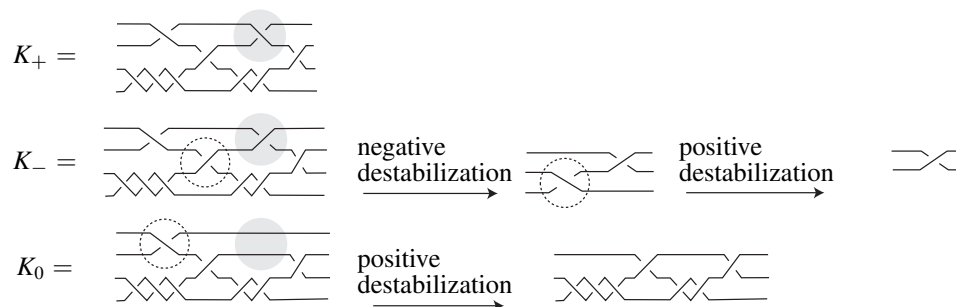 K₊ =
K₋ =
negative
destabilization
positive
destabilization
K₀ =
positive
destabilization